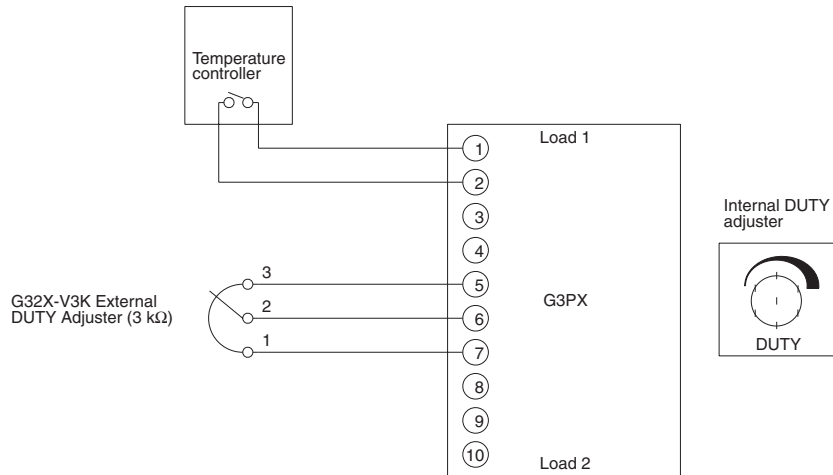 Temperature
controller
Load 1
1
2
3
4
5
6
7
8
9
10
G3PX
Load 2
3
2
1
G32X-V3K External
DUTY Adjuster (3 kΩ)
Internal DUTY
adjuster
DUTY